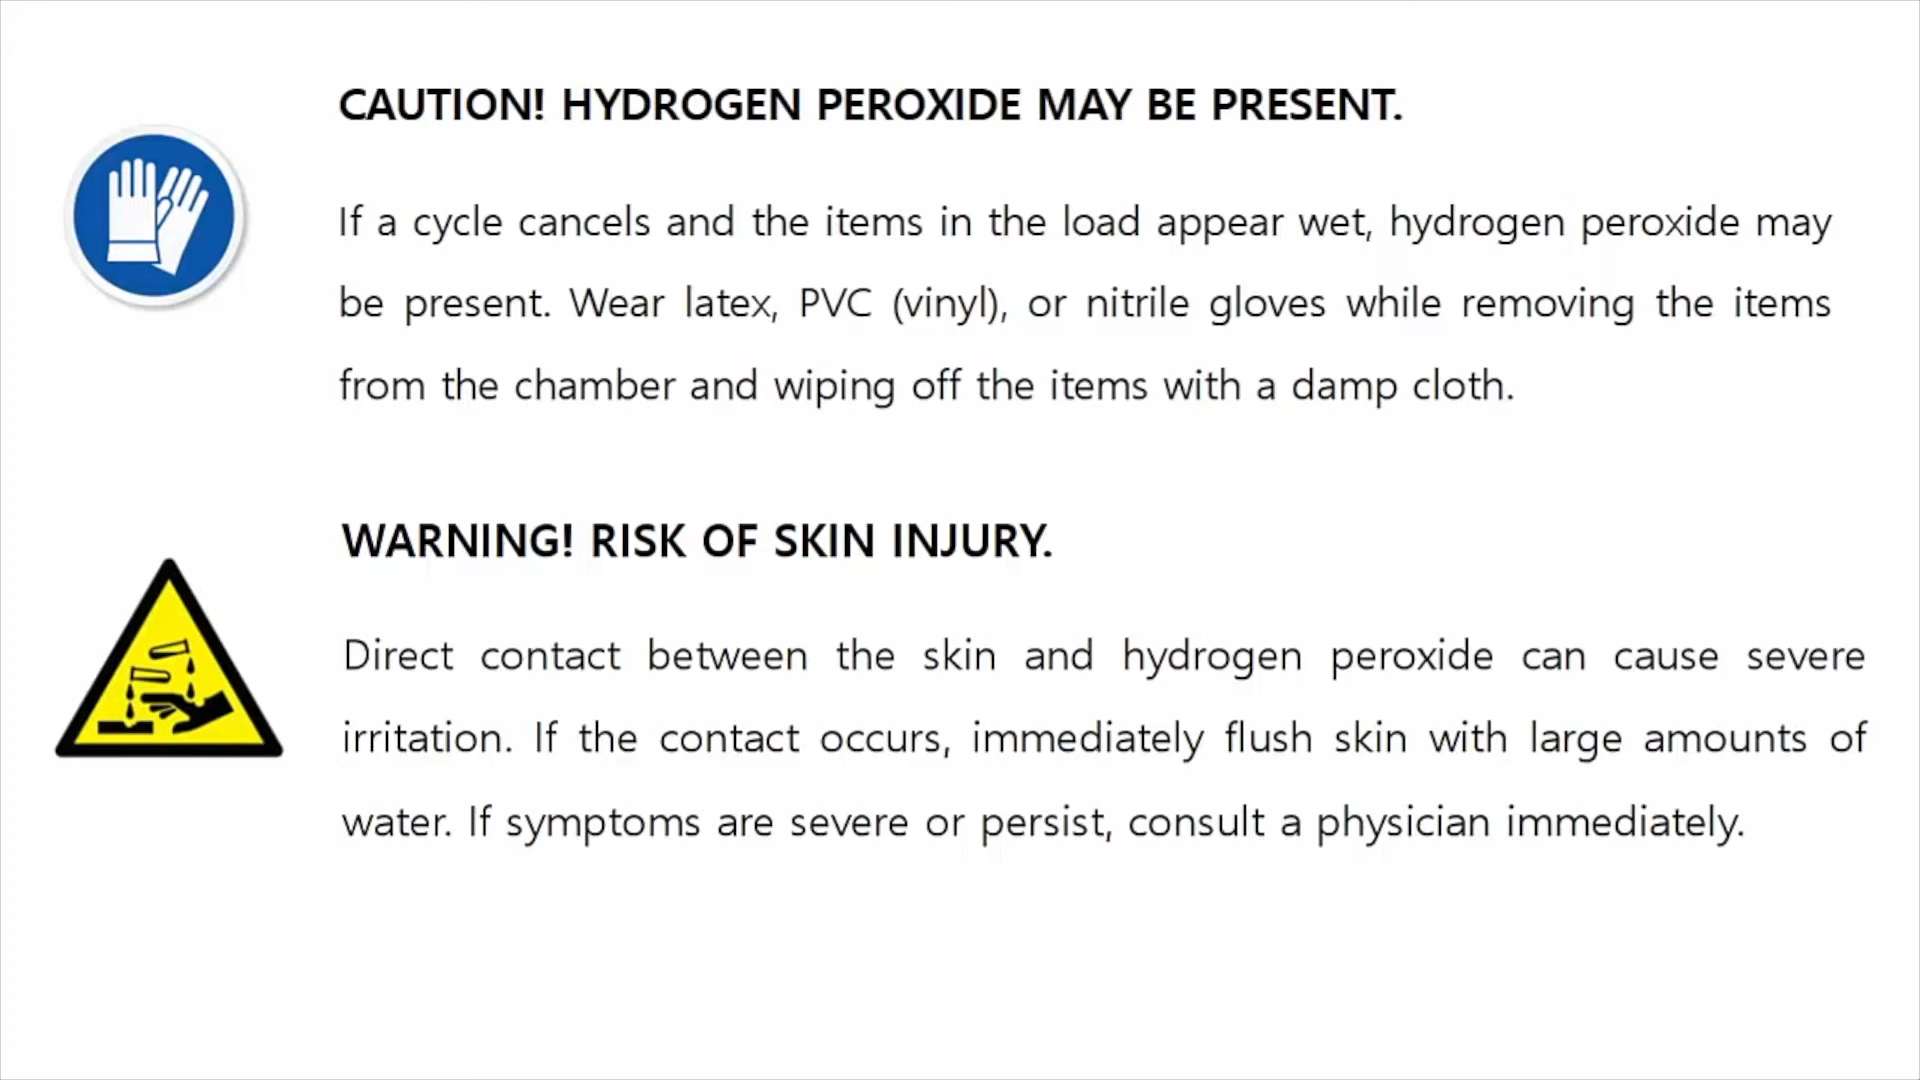 CAUTION! HYDROGEN PEROXIDE MAY BE PRESENT.
If a cycle cancels and the items in the load appear wet, hydrogen peroxide may
be present. Wear latex, PVC (vinyl), or nitrile gloves while removing the items
from the chamber and wiping off the items with a damp cloth.
WARNING! RISK OF SKIN INJURY.
Direct contact between the skin and hydrogen peroxide can cause severe
irritation. If the contact occurs, immediately flush skin with large amounts of
water. If symptoms are severe or persist, consult a physician immediately.